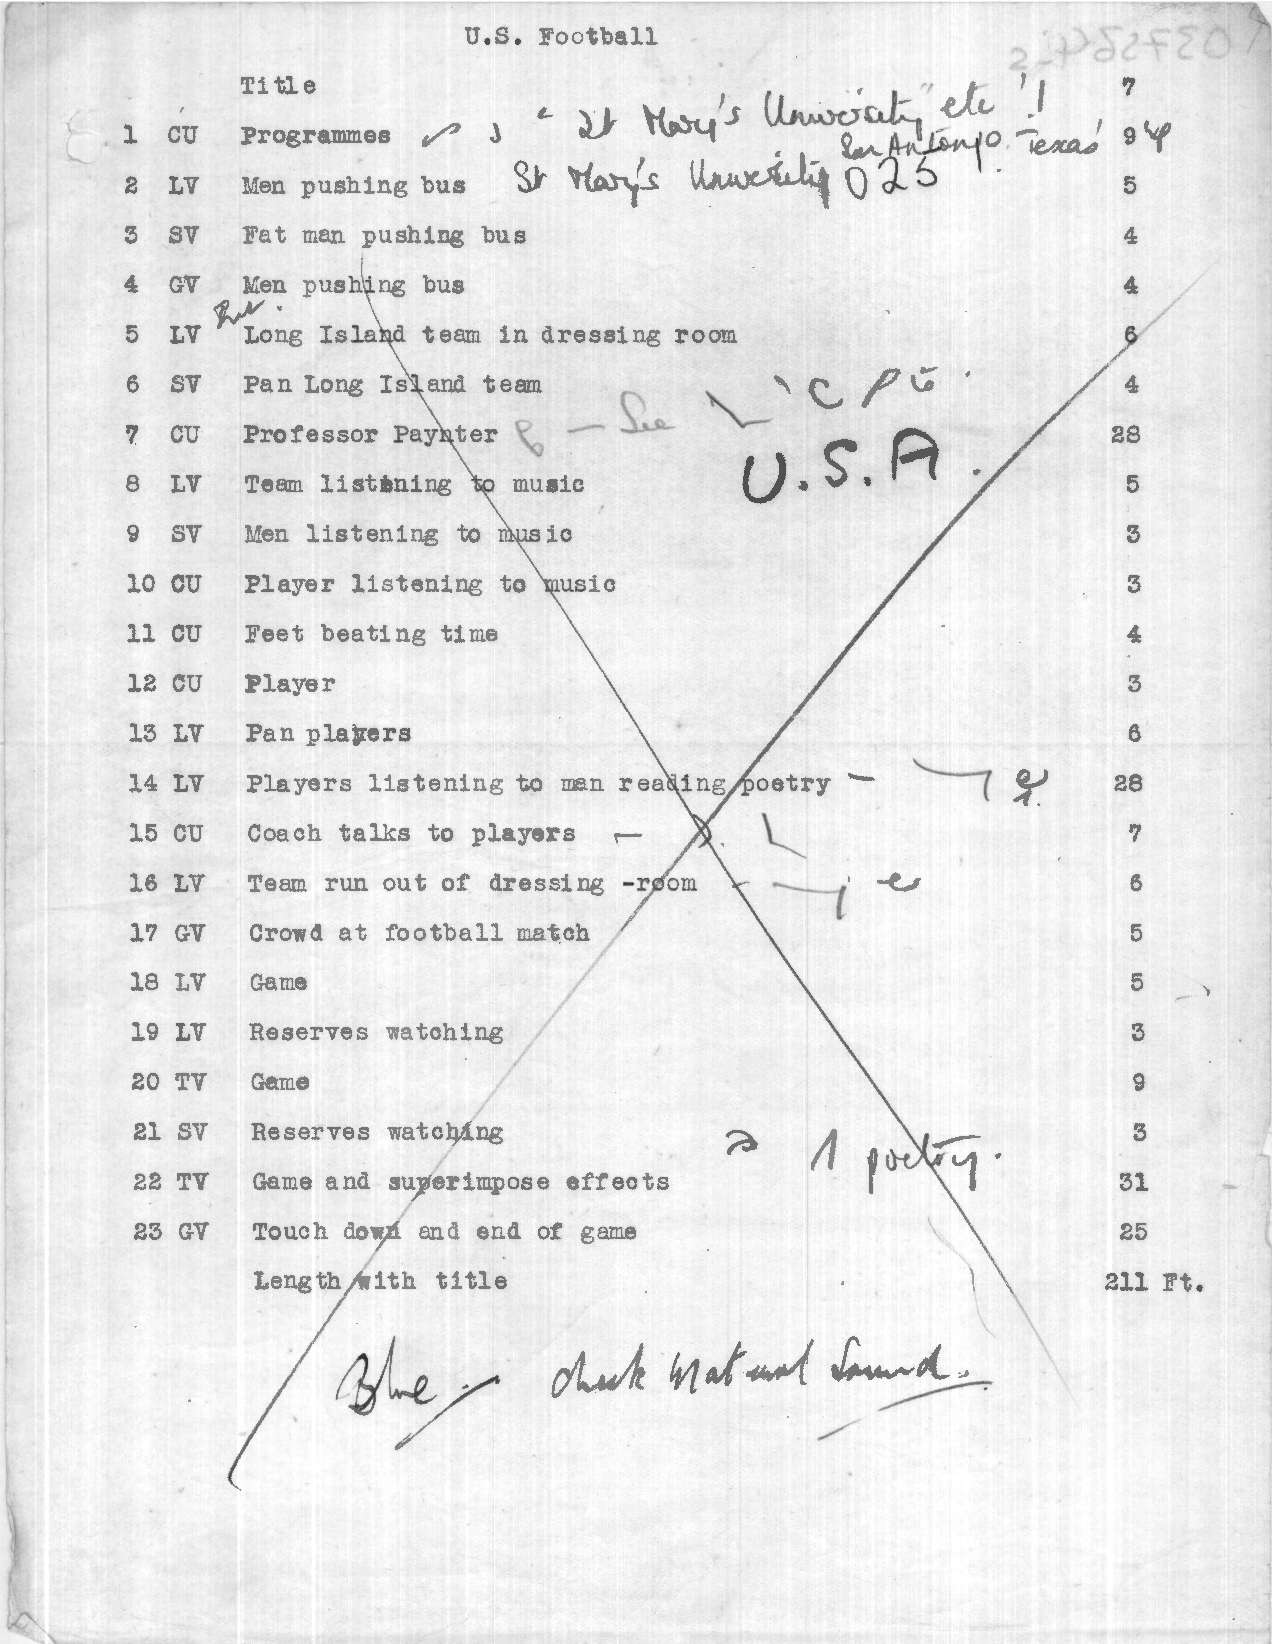 U.S. Football
Title 7
1 CU Programmes " St Mary's University" etc ! 9
San Antonio. Texas
2 LV Men pushing bus St Mary's University 5
3 SV Fat man pushing bus 4
4 GV Men pushing bus 4
5 LV Long Island team in dressing room 6
6 SV Pan Long Island team 4
7 CU Professor Paynter See 28
U.S.A.
8 LV Team listening to music 5
9 SV Men listening to music 3
10 CU Player listening to music 3
11 CU Feet beating time 4
12 CU Player 3
13 LV Pan players 6
14 LV Players listening to man reading poetry 28
15 CU Coach talks to players 7
16 LV Team run out of dressing -room 6
17 GV Crowd at football match 5
18 LV Game 5
19 LV Reserves watching 3
20 TV Game 9
21 SV Reserves watching 3
poetry.
22 TV Game and superimpose effects 31
23 GV Touch down and end of game 25
Length with title 211 Ft.
Blue - check Natural Sound.